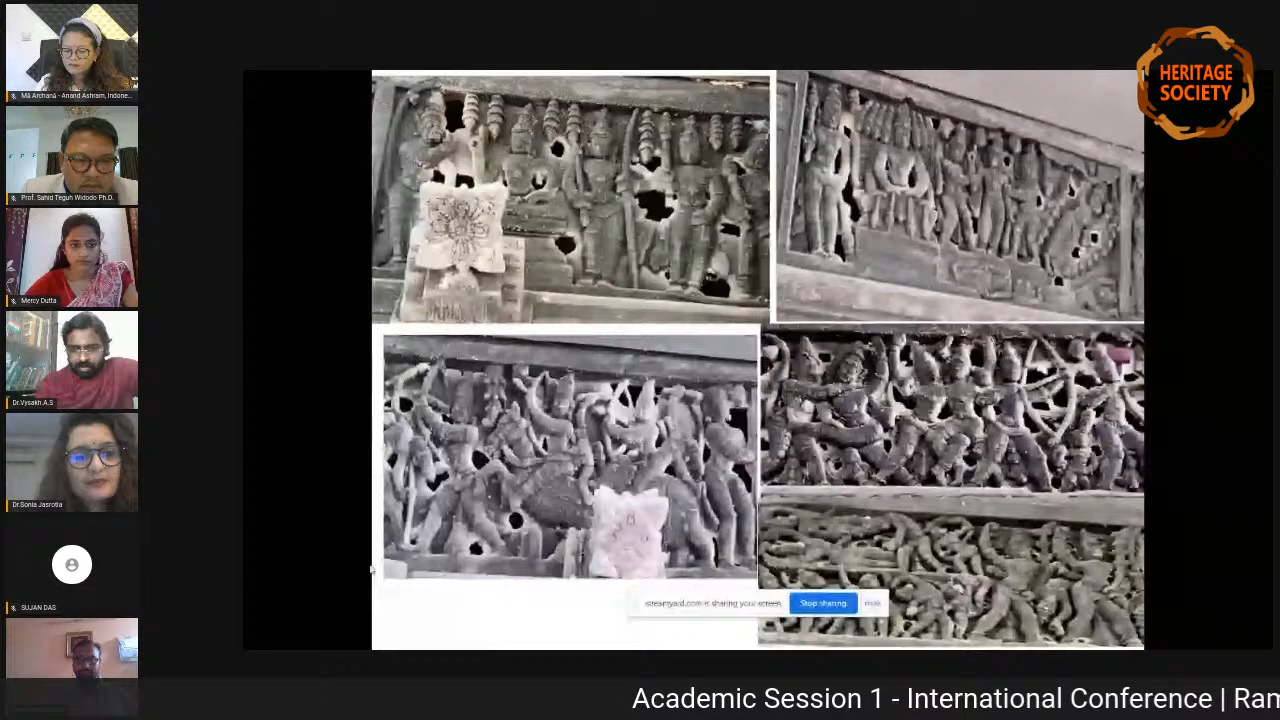 Mā Archanā - Anand Ashram, Indone...
Prof. Sahid Teguh Widodo Ph.D.
Mercy Dutta
Dr.Vysakh.A.S
Dr.Sonia Jasrotia
SUJAN DAS
HERITAGE
SOCIETY
streamyard.com is sharing your screen.
Stop sharing
Hide
Academic Session 1 - International Conference | Ram